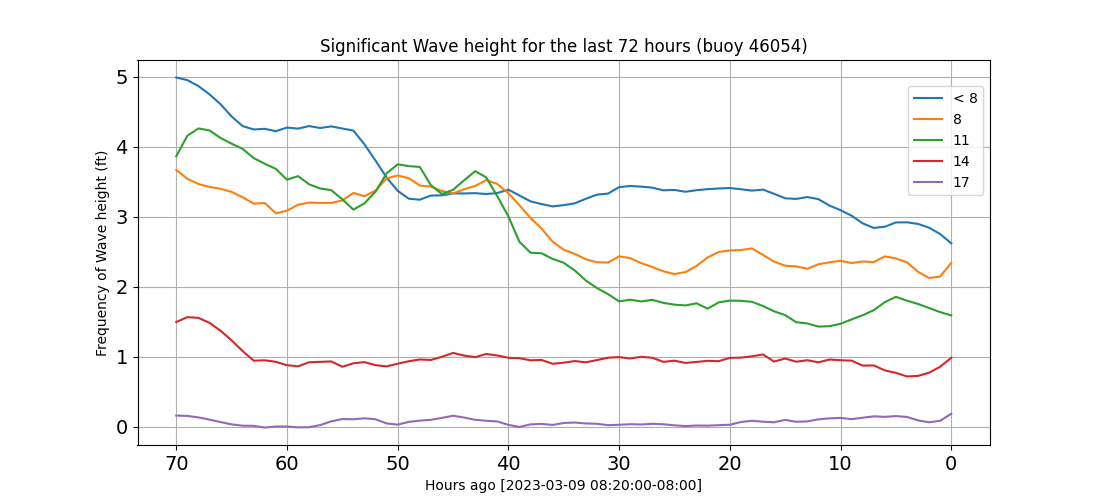 Significant Wave height for the last 72 hours (buoy 46054)
Frequency of Wave height (ft)
5
4
3
2
1
0
< 8
8
11
14
17
70 60 50 40 30 20 10 0
Hours ago [2023-03-09 08:20:00-08:00]